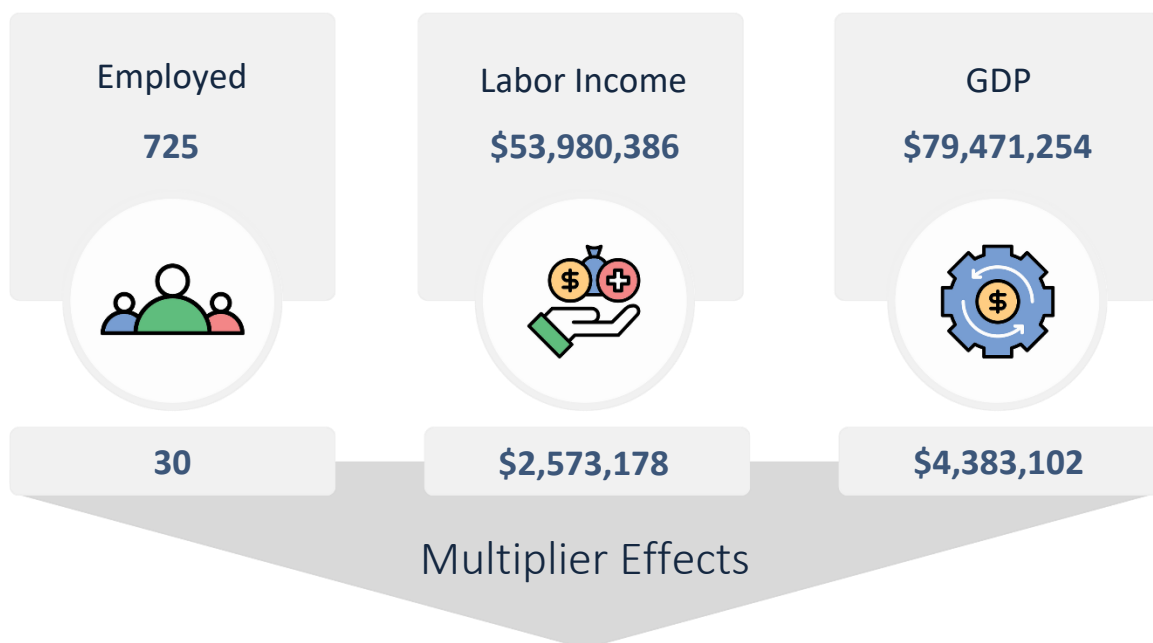 Employed
725
Labor Income
$53,980,386
GDP
$79,471,254
$
$
30
$2,573,178
$4,383,102
Multiplier Effects